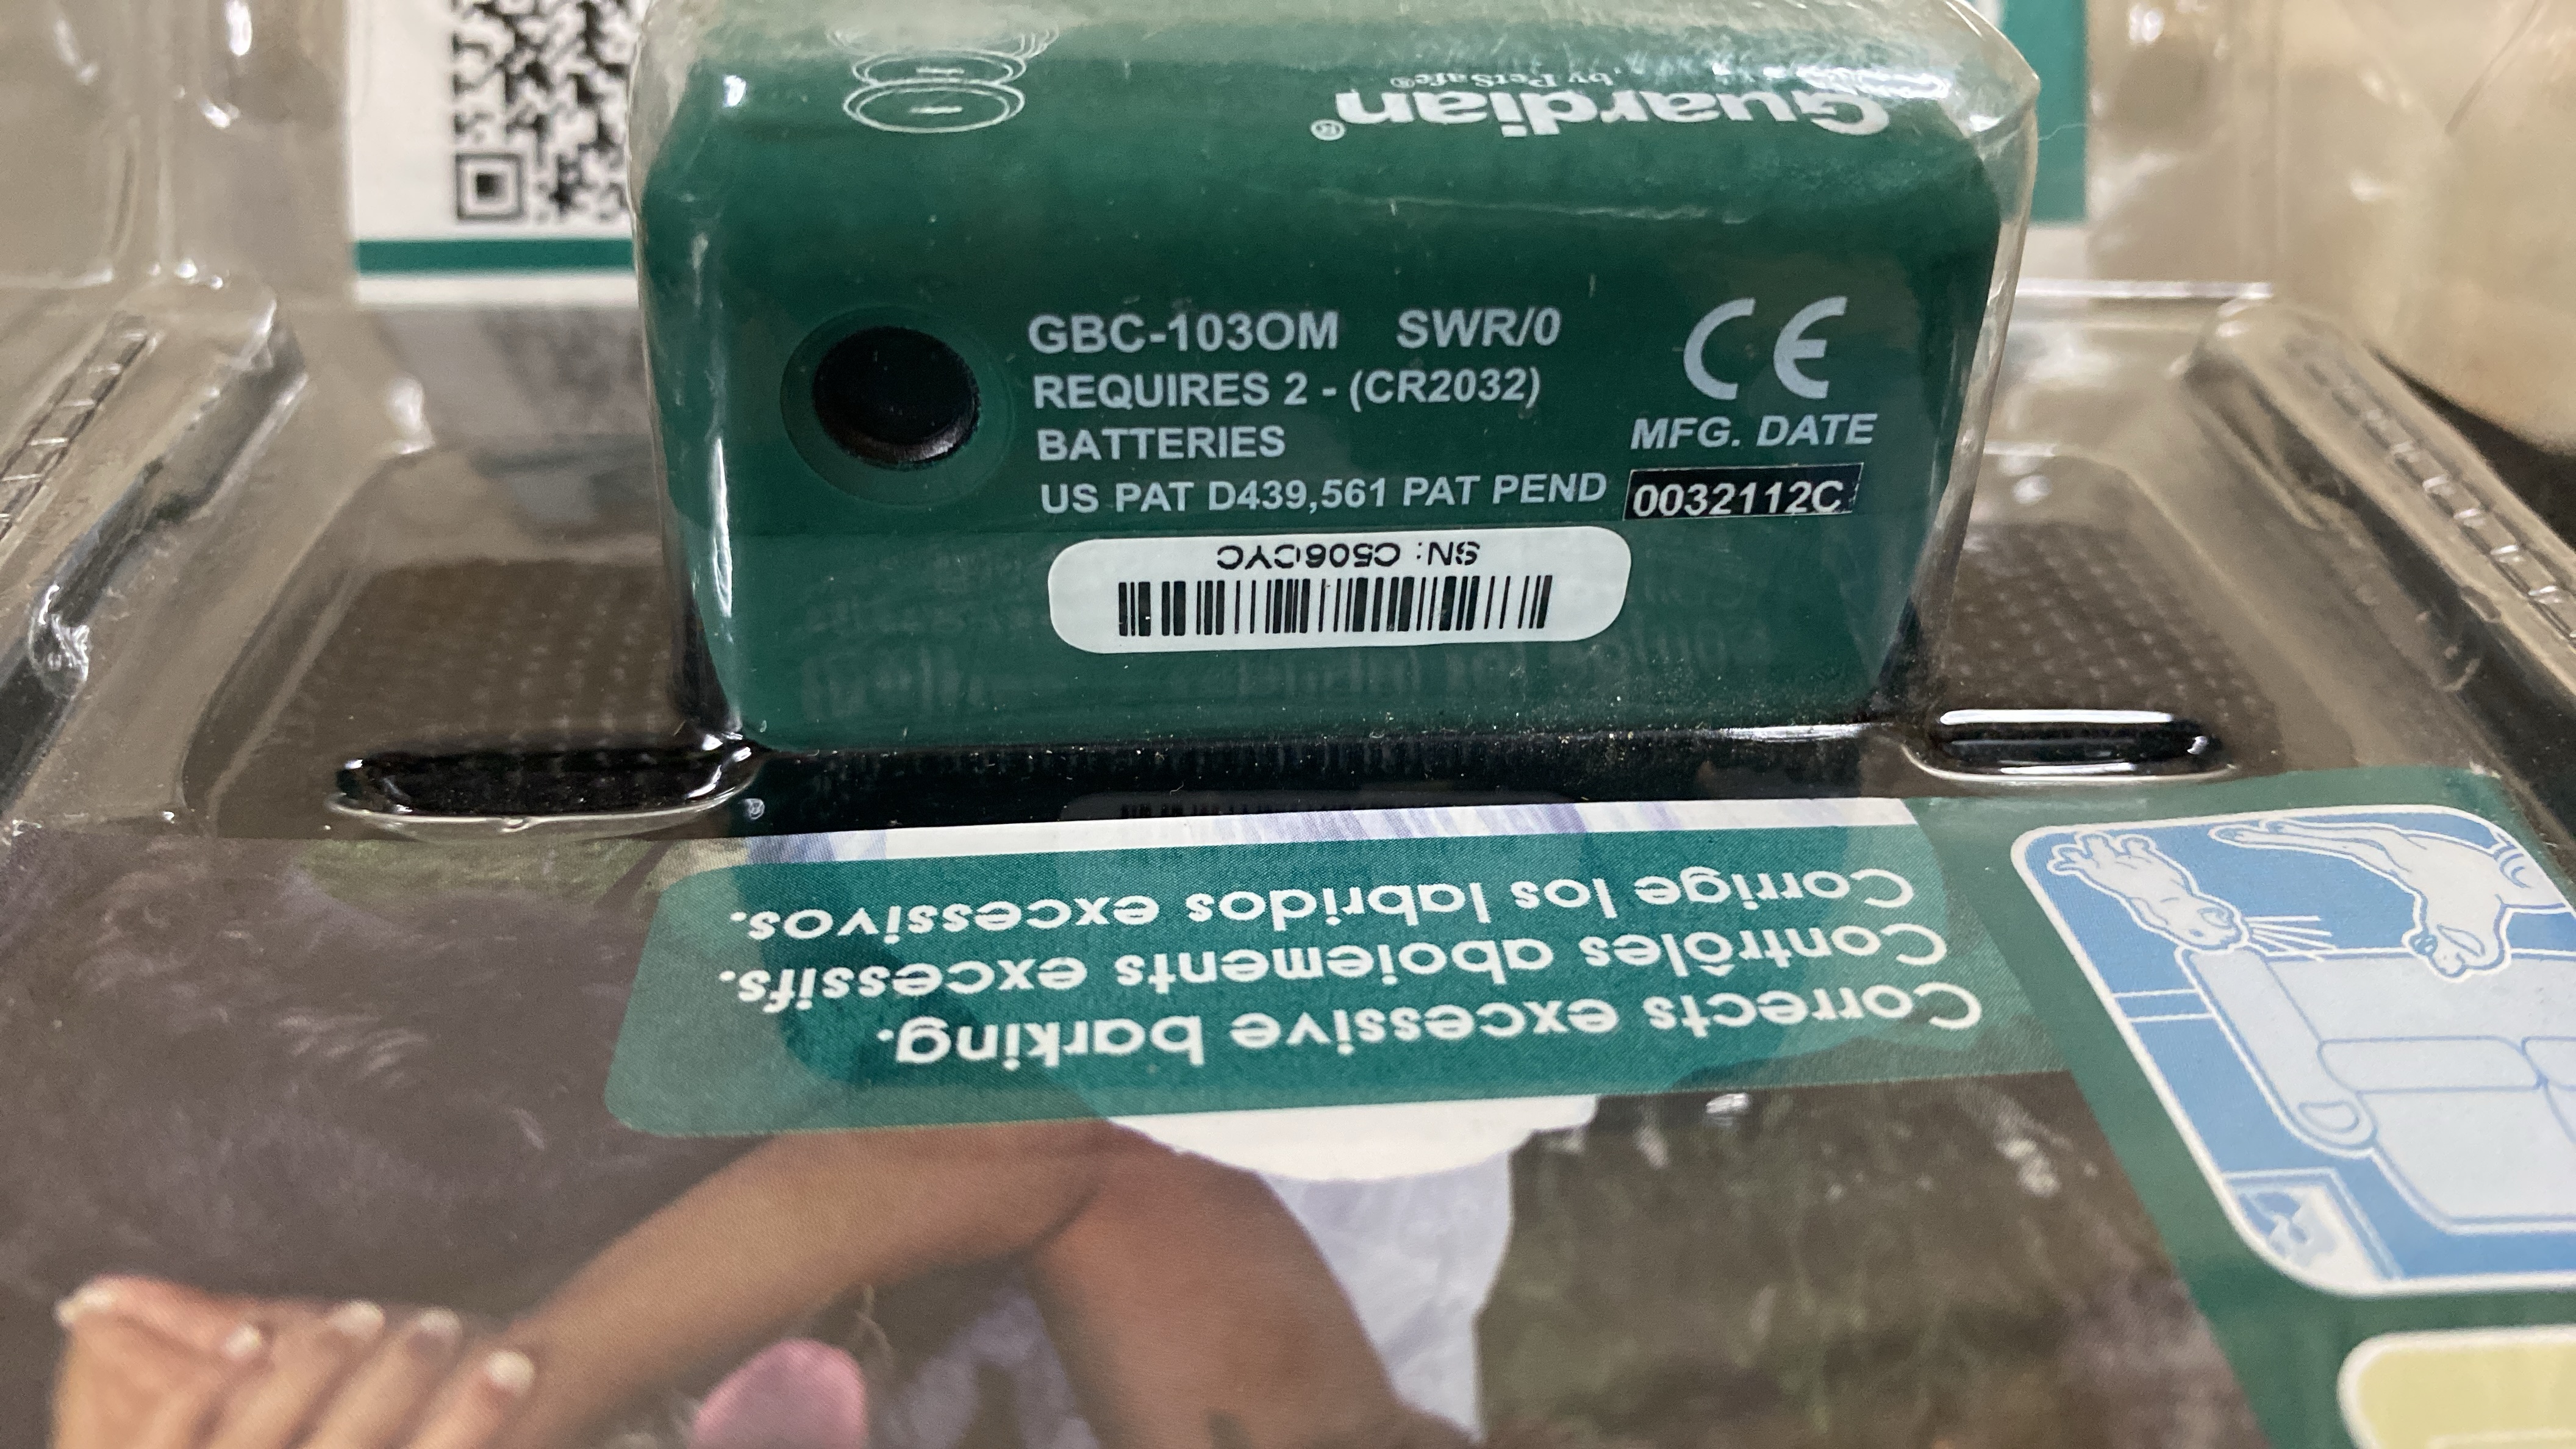 Guardian®
by PetSafe®
GBC-103OM SWR/0
REQUIRES 2 - (CR2032)
BATTERIES
US PAT D439,561 PAT PEND
CE
MFG. DATE
0032112C
SN: C506CYC
Corrects excessive barking.
Contrôles aboiements excessifs.
Corrige los labridos excessivos.